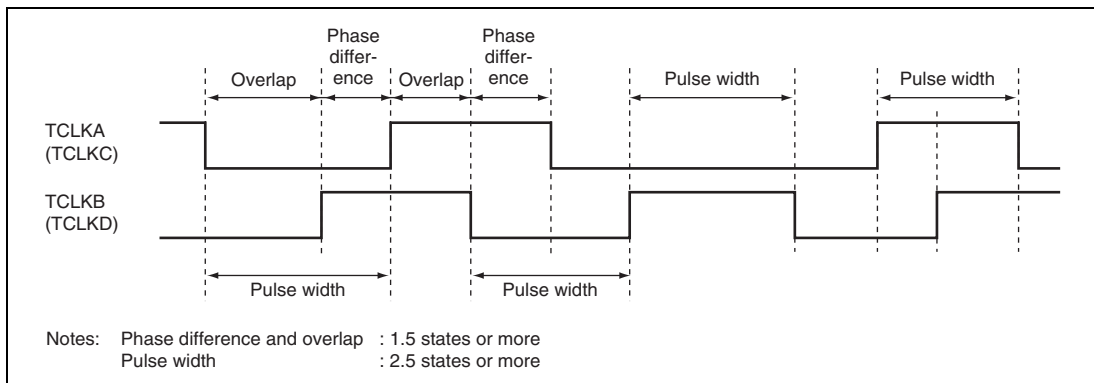 Phase
differ-
ence
Phase
differ-
ence
Overlap
Overlap
Pulse width
Pulse width
TCLKA
(TCLKC)
TCLKB
(TCLKD)
Pulse width
Pulse width
Notes: Phase difference and overlap : 1.5 states or more
Pulse width : 2.5 states or more